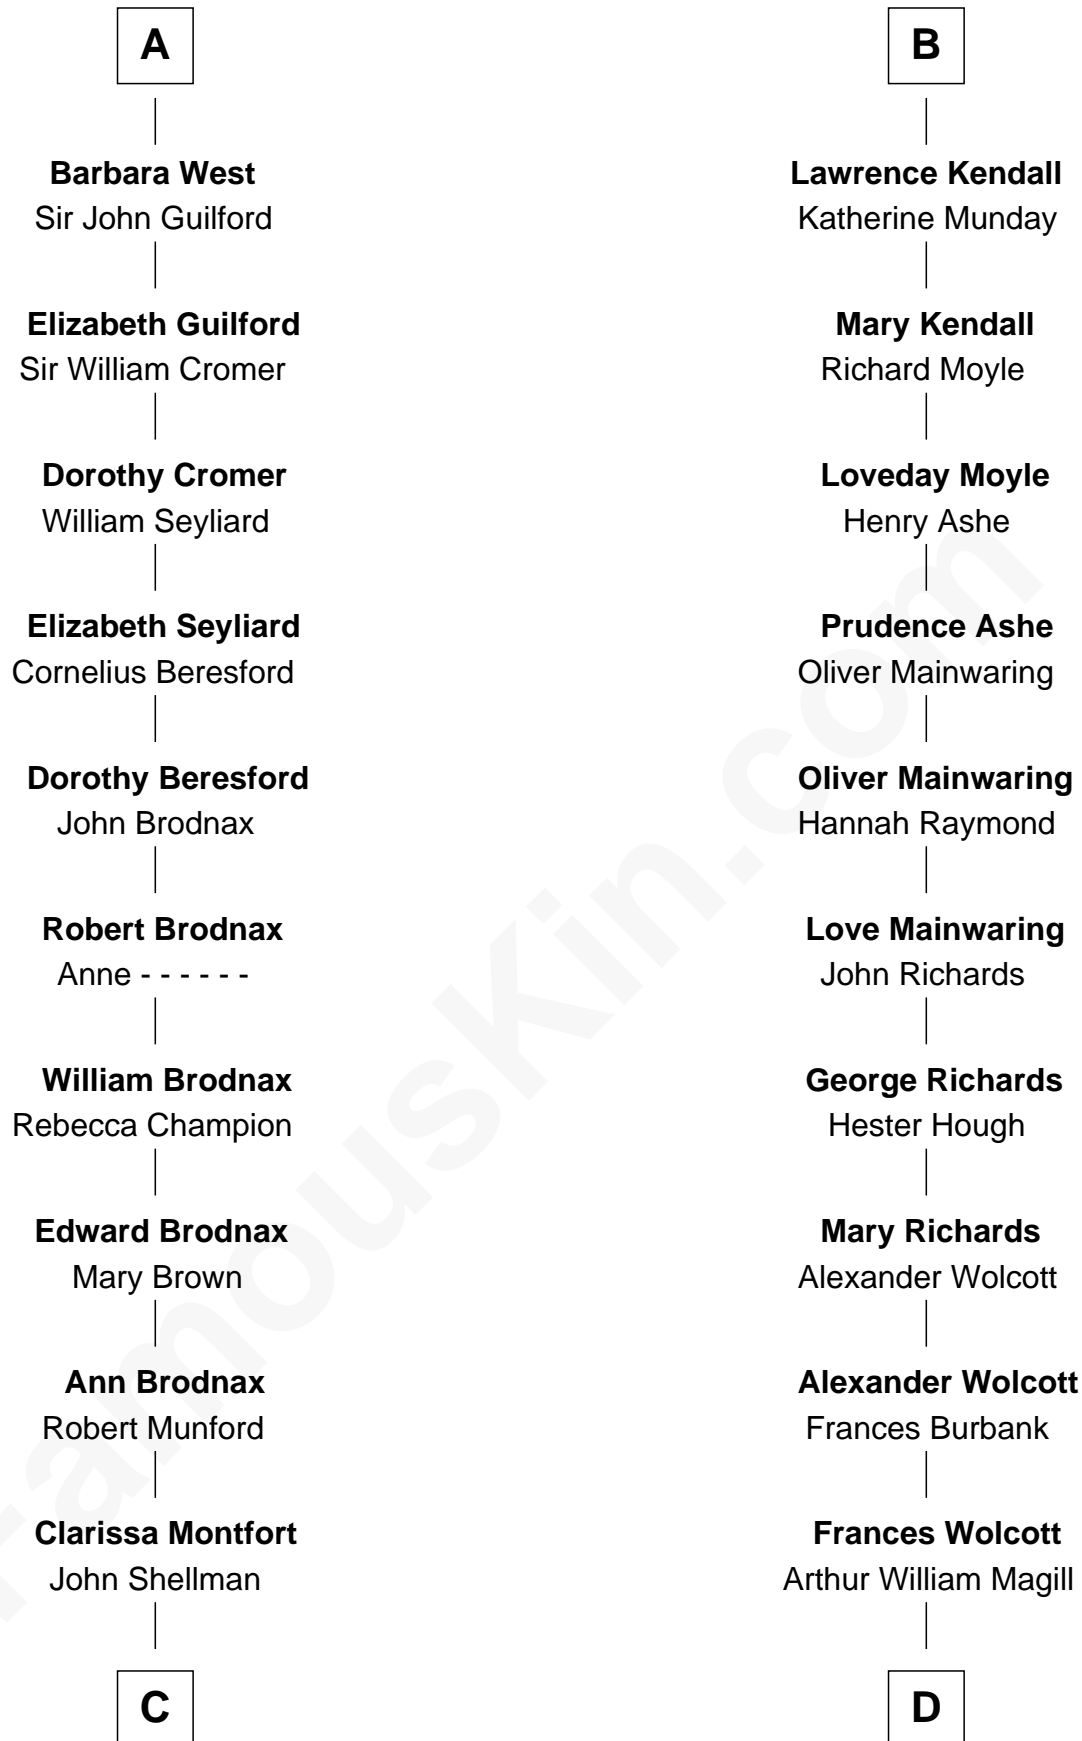 A
Barbara West
Sir John Guilford
Elizabeth Guilford
Sir William Cromer
Dorothy Cromer
William Seyliard
Elizabeth Seyliard
Cornelius Beresford
Dorothy Beresford
John Brodnax
Robert Brodnax
Anne - - - - - -
William Brodnax
Rebecca Champion
Edward Brodnax
Mary Brown
Ann Brodnax
Robert Munford
Clarissa Montfort
John Shellman
C
B
Lawrence Kendall
Katherine Munday
Mary Kendall
Richard Moyle
Loveday Moyle
Henry Ashe
Prudence Ashe
Oliver Mainwaring
Oliver Mainwaring
Hannah Raymond
Love Mainwaring
John Richards
George Richards
Hester Hough
Mary Richards
Alexander Wolcott
Alexander Wolcott
Frances Burbank
Frances Wolcott
Arthur William Magill
D
FamousKin.com